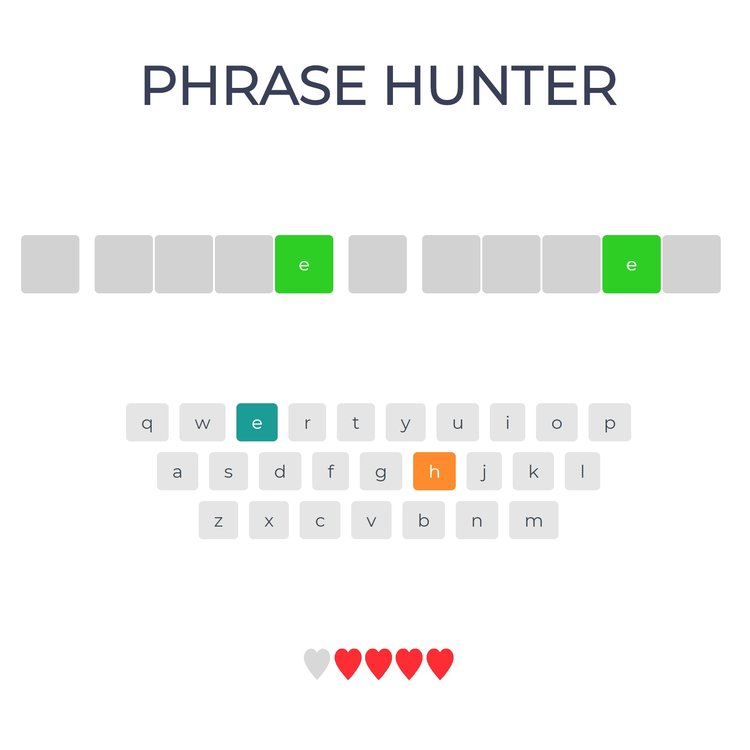 PHRASE HUNTER
e e
q w e r t y u i o p
a s d f g h j k l
z x c v b n m